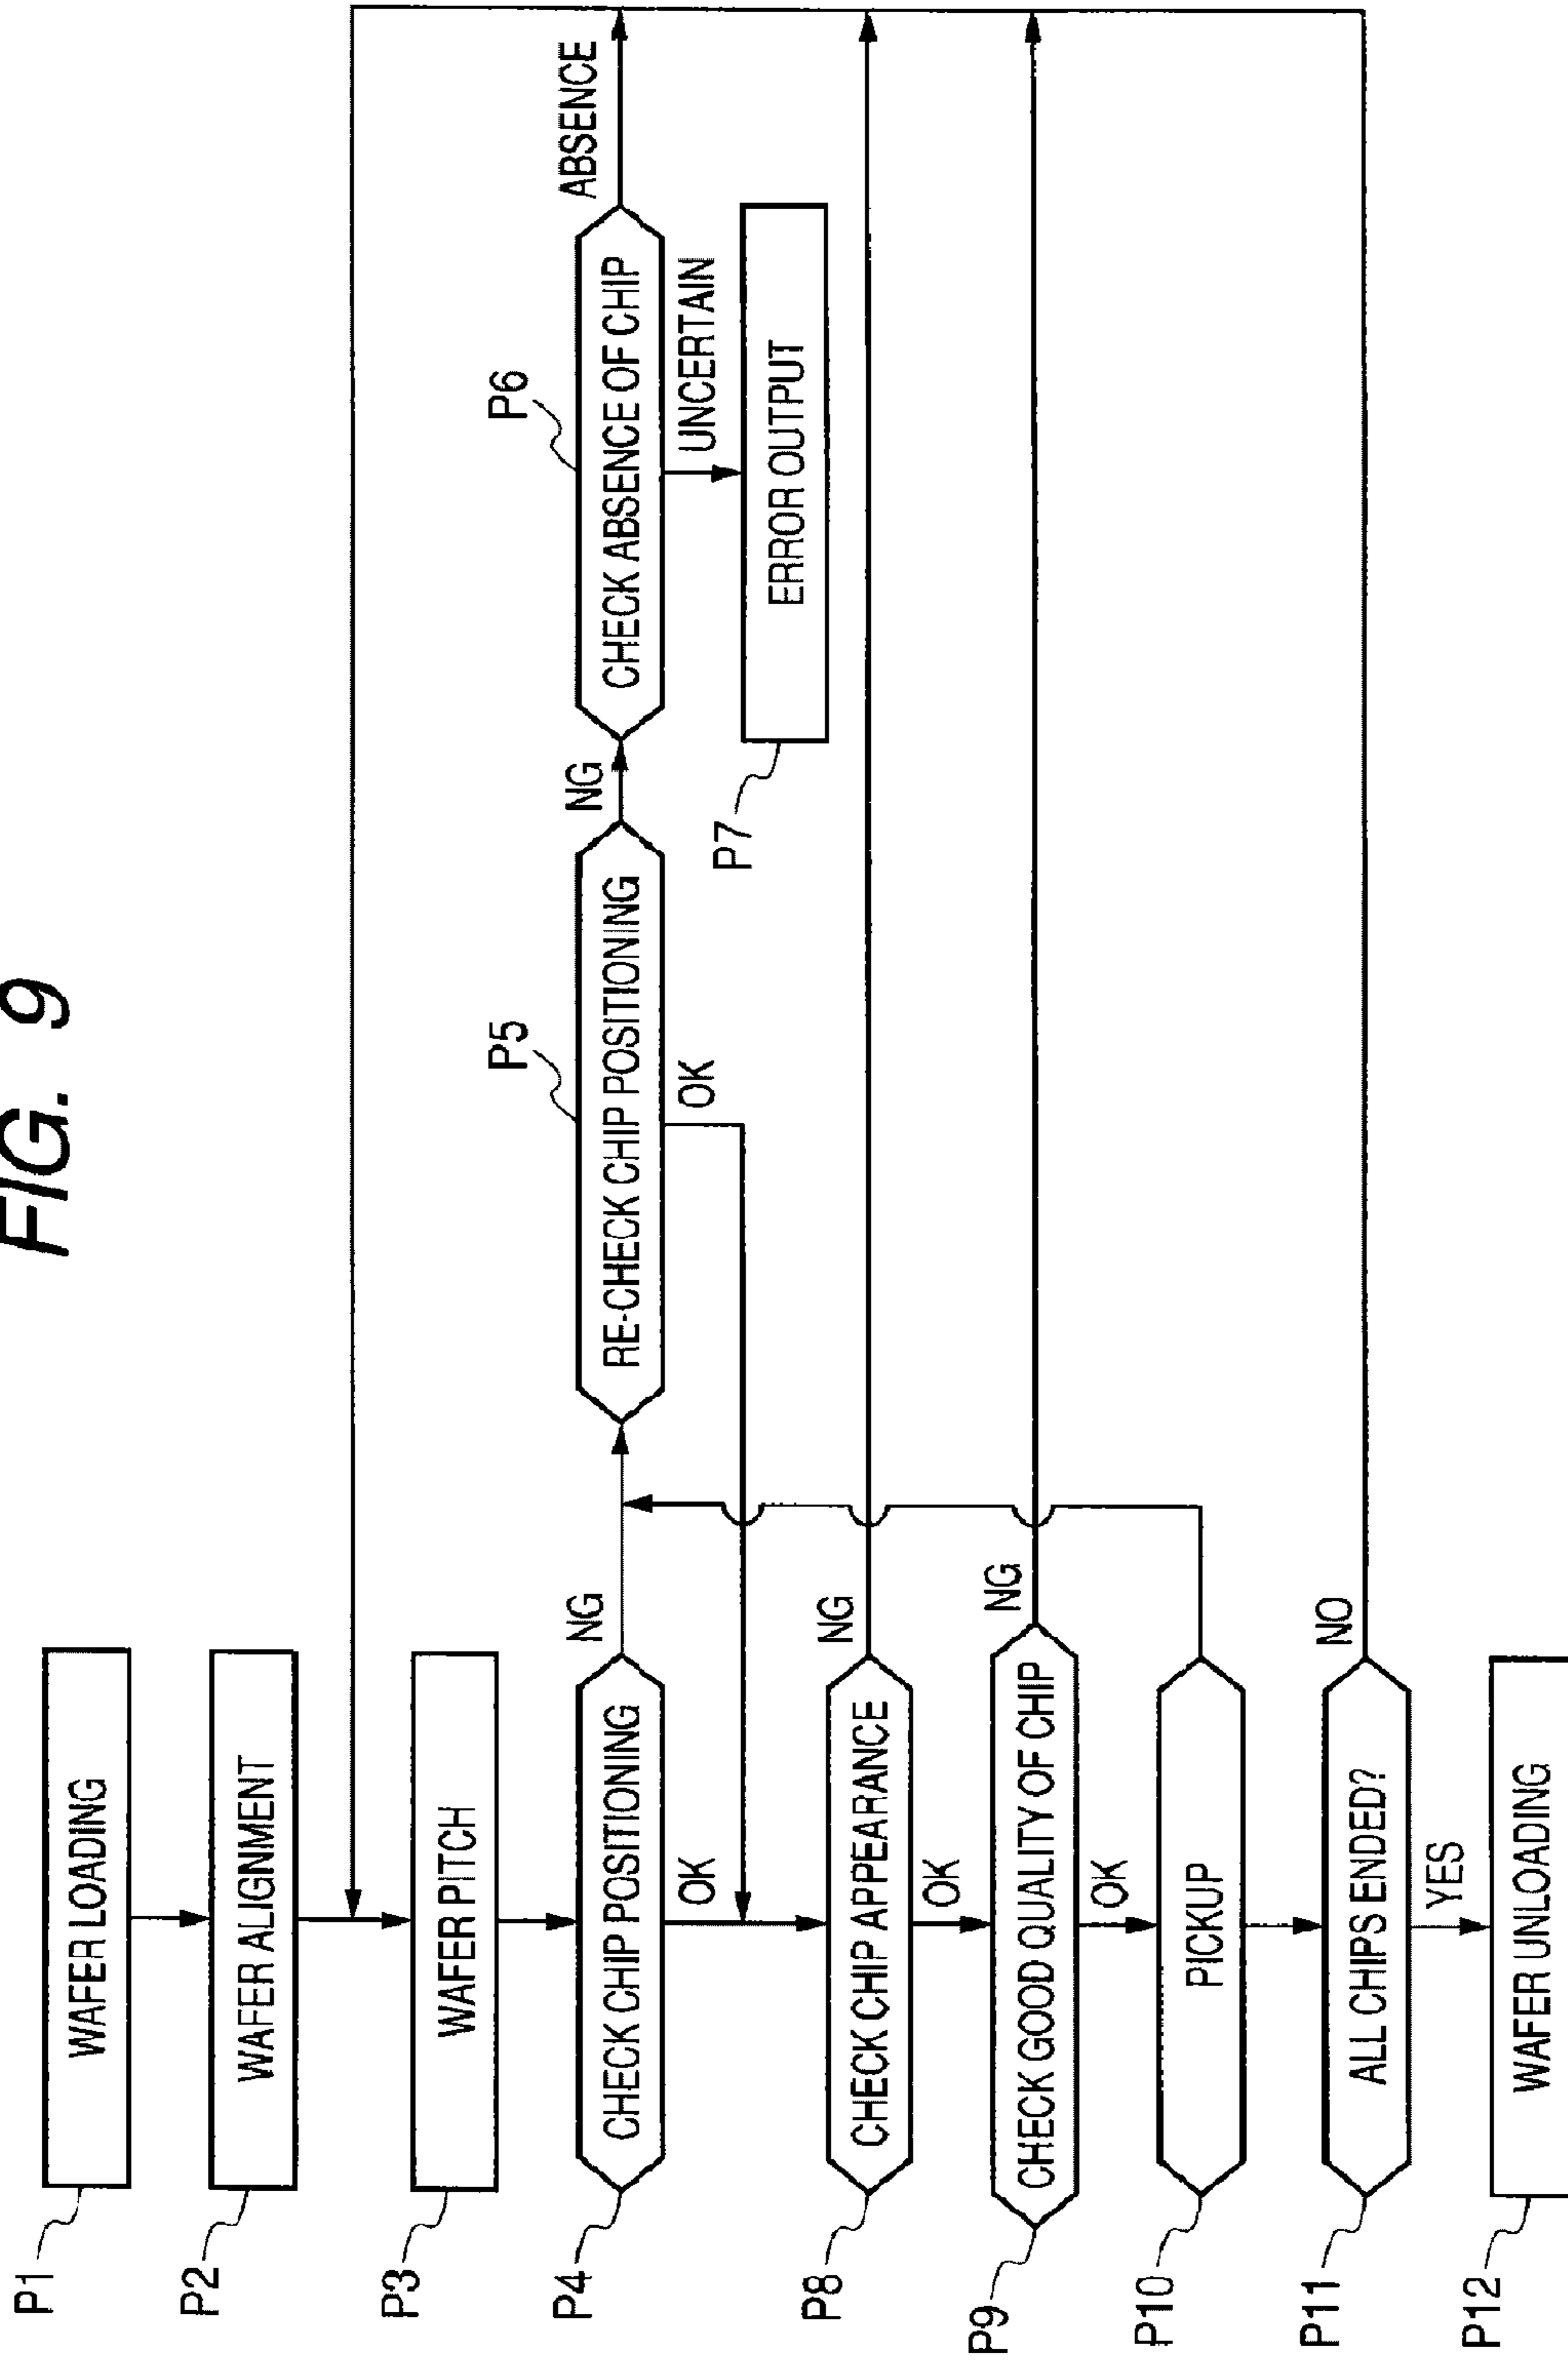 FIG. 9
P1
WAFER LOADING
P2
WAFER ALIGNMENT
P3
WAFER PITCH
P4
CHECK CHIP POSITIONING
NG
OK
P5
RE-CHECK CHIP POSITIONING
NG
OK
P6
CHECK ABSENCE OF CHIP
ABSENCE
UNCERTAIN
P7
ERROR OUTPUT
P8
CHECK CHIP APPEARANCE
NG
OK
P9
CHECK GOOD QUALITY OF CHIP
NG
OK
P10
PICKUP
P11
ALL CHIPS ENDED?
NO
YES
P12
WAFER UNLOADING